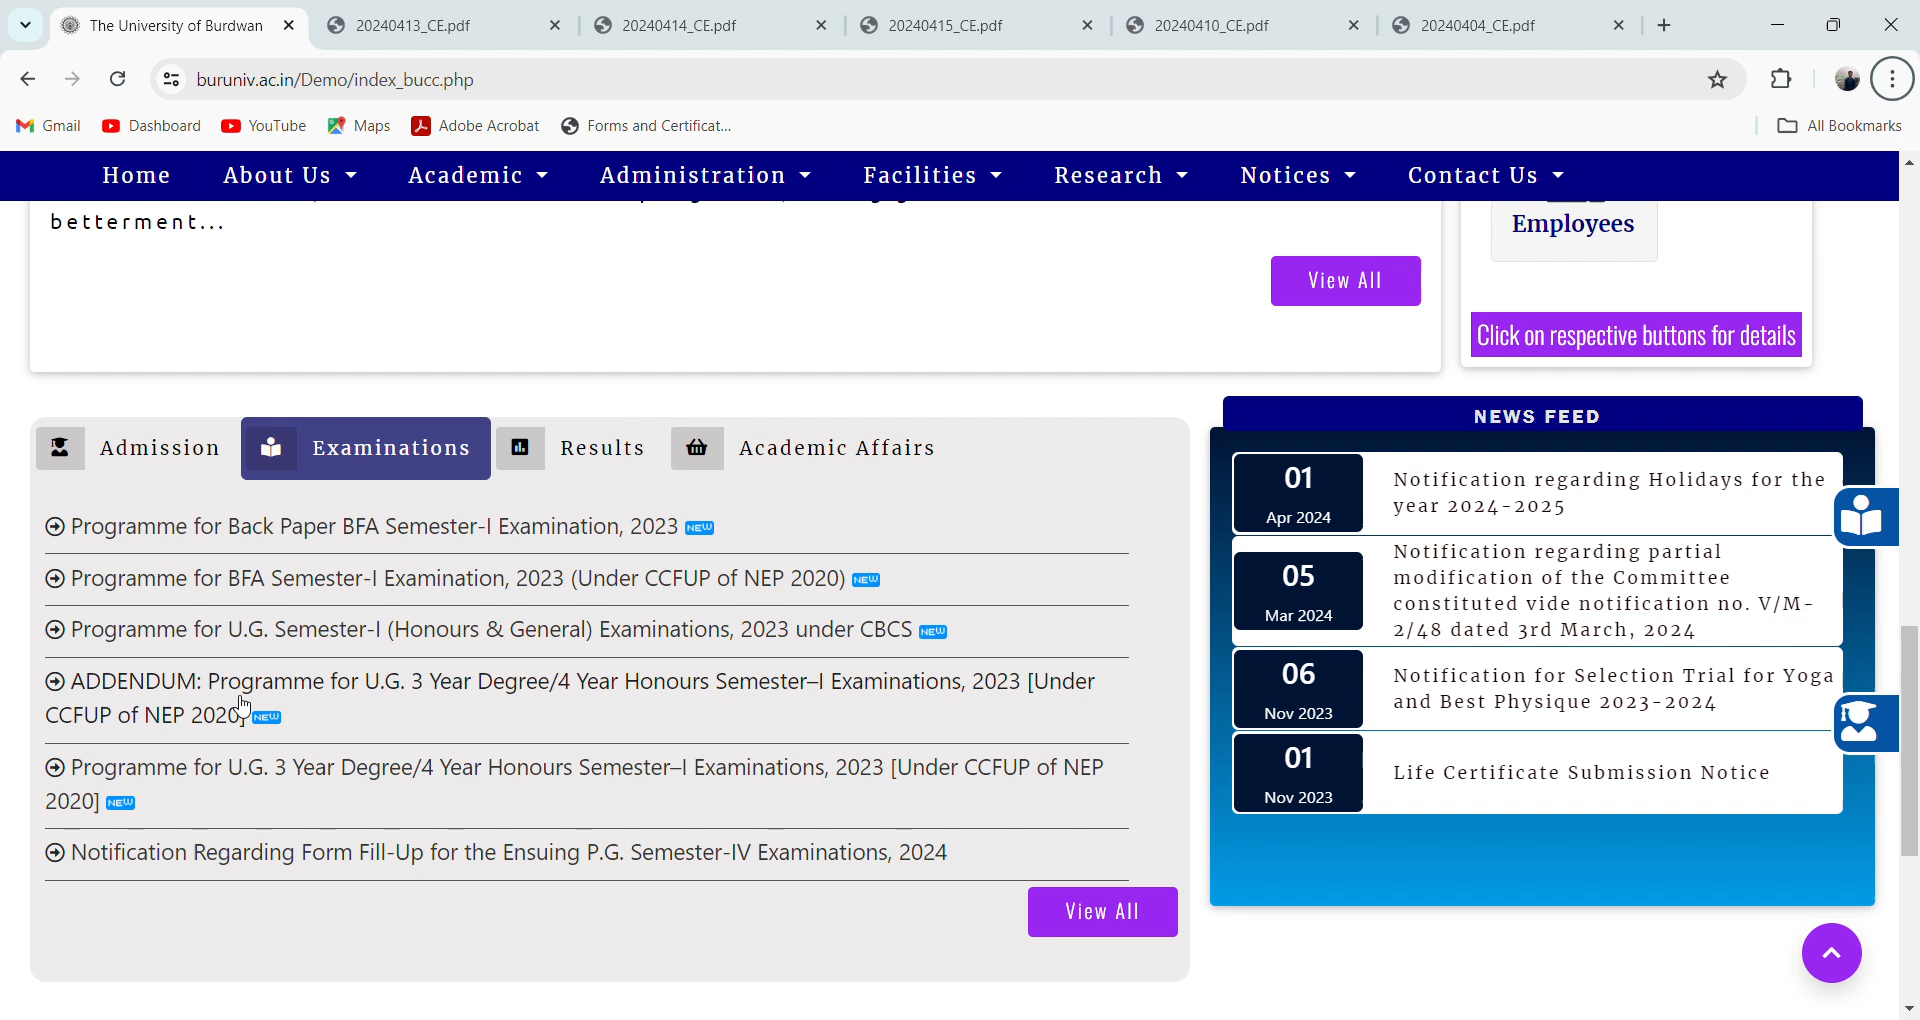 The University of Burdwan
20240413_CE.pdf
20240414_CE.pdf
20240415_CE.pdf
20240410_CE.pdf
20240404_CE.pdf
buruniv.ac.in/Demo/index_bucc.php
Gmail
Dashboard
YouTube
Maps
Adobe Acrobat
Forms and Certificat...
All Bookmarks
Home
About Us
Academic
Administration
Facilities
Research
Notices
Contact Us
betterment...
View All
Employees
Click on respective buttons for details
Admission
Examinations
Results
Academic Affairs
Programme for Back Paper BFA Semester-I Examination, 2023 NEW
Programme for BFA Semester-I Examination, 2023 (Under CCFUP of NEP 2020) NEW
Programme for U.G. Semester-I (Honours & General) Examinations, 2023 under CBCS NEW
ADDENDUM: Programme for U.G. 3 Year Degree/4 Year Honours Semester–I Examinations, 2023 [Under
CCFUP of NEP 2020] NEW
Programme for U.G. 3 Year Degree/4 Year Honours Semester–I Examinations, 2023 [Under CCFUP of NEP
2020] NEW
Notification Regarding Form Fill-Up for the Ensuing P.G. Semester-IV Examinations, 2024
View All
NEWS FEED
01
Apr 2024
Notification regarding Holidays for the
year 2024-2025
05
Mar 2024
Notification regarding partial
modification of the Committee
constituted vide notification no. V/M-
2/48 dated 3rd March, 2024
06
Nov 2023
Notification for Selection Trial for Yoga
and Best Physique 2023-2024
01
Nov 2023
Life Certificate Submission Notice